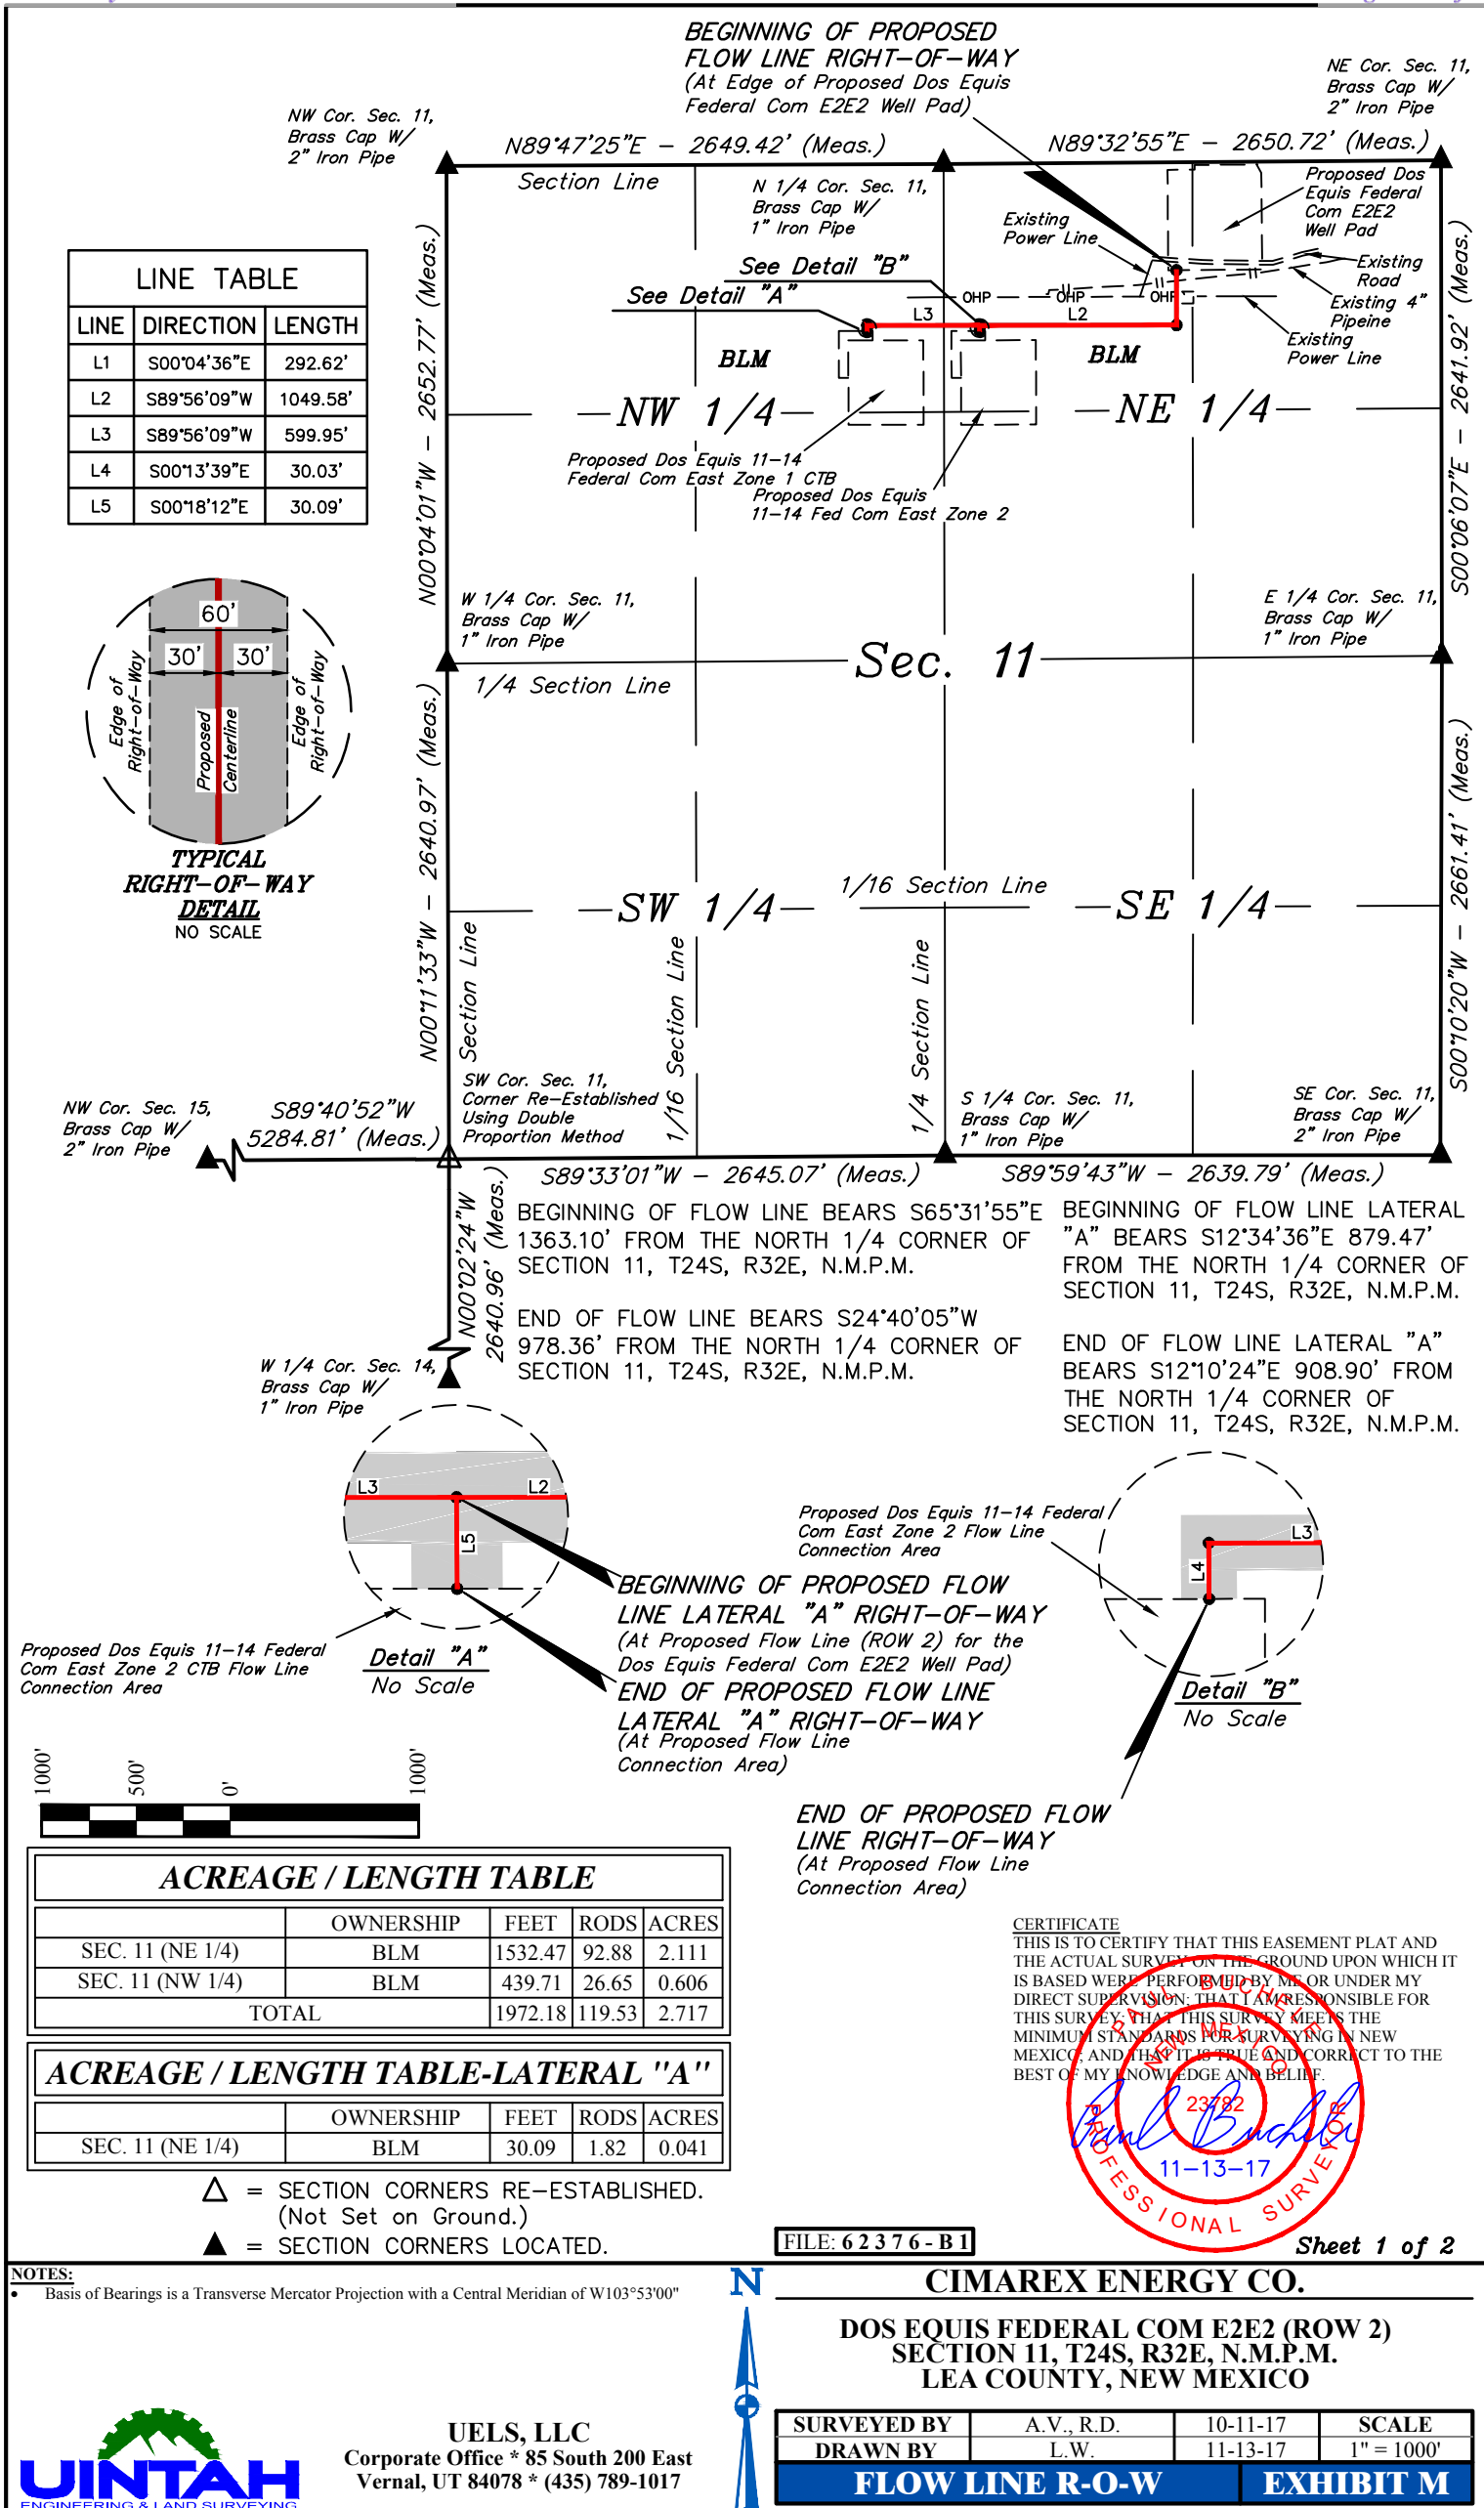 BEGINNING OF PROPOSED
FLOW LINE RIGHT-OF-WAY
(At Edge of Proposed Dos Equis
Federal Com E2E2 Well Pad)
NE Cor. Sec. 11,
Brass Cap W/
2" Iron Pipe
NW Cor. Sec. 11,
Brass Cap W/
2" Iron Pipe
N89°47'25"E - 2649.42' (Meas.)
N89°32'55"E - 2650.72' (Meas.)
Section Line
N 1/4 Cor. Sec. 11,
Brass Cap W/
1" Iron Pipe
Existing
Power Line
Proposed Dos
Equis Federal
Com E2E2
Well Pad
See Detail "B"
See Detail "A"
Existing
Road
Existing 4"
Pipeine
Existing
Power Line
OHP
OHP
OHP
L1
L3
L2
BLM
BLM
NW 1/4
NE 1/4
Proposed Dos Equis 11-14
Federal Com East Zone 1 CTB
Proposed Dos Equis
11-14 Fed Com East Zone 2
N00°04'01"W - 2652.77' (Meas.)
S00°06'07"E - 2641.92' (Meas.)
LINE TABLE
LINE DIRECTION LENGTH
L1 S00°04'36"E 292.62'
L2 S89°56'09"W 1049.58'
L3 S89°56'09"W 599.95'
L4 S00°13'39"E 30.03'
L5 S00°18'12"E 30.09'
60'
30' 30'
Edge of
Right-of-Way
Proposed
Centerline
Edge of
Right-of-Way
TYPICAL
RIGHT-OF-WAY
DETAIL
NO SCALE
W 1/4 Cor. Sec. 11,
Brass Cap W/
1" Iron Pipe
E 1/4 Cor. Sec. 11,
Brass Cap W/
1" Iron Pipe
Sec. 11
1/4 Section Line
N00°11'33"W - 2640.97' (Meas.)
S00°10'20"W - 2661.41' (Meas.)
SW 1/4
1/16 Section Line
SE 1/4
Section Line
1/16 Section Line
1/4 Section Line
SW Cor. Sec. 11,
Corner Re-Established
Using Double
Proportion Method
S 1/4 Cor. Sec. 11,
Brass Cap W/
1" Iron Pipe
SE Cor. Sec. 11,
Brass Cap W/
2" Iron Pipe
NW Cor. Sec. 15,
Brass Cap W/
2" Iron Pipe
S89°40'52"W
5284.81' (Meas.)
S89°33'01"W - 2645.07' (Meas.)
S89°59'43"W - 2639.79' (Meas.)
N00°02'24"W
2640.96' (Meas.)
W 1/4 Cor. Sec. 14,
Brass Cap W/
1" Iron Pipe
BEGINNING OF FLOW LINE BEARS S65°31'55"E
1363.10' FROM THE NORTH 1/4 CORNER OF
SECTION 11, T24S, R32E, N.M.P.M.
END OF FLOW LINE BEARS S24°40'05"W
978.36' FROM THE NORTH 1/4 CORNER OF
SECTION 11, T24S, R32E, N.M.P.M.
BEGINNING OF FLOW LINE LATERAL
"A" BEARS S12°34'36"E 879.47'
FROM THE NORTH 1/4 CORNER OF
SECTION 11, T24S, R32E, N.M.P.M.
END OF FLOW LINE LATERAL "A"
BEARS S12°10'24"E 908.90' FROM
THE NORTH 1/4 CORNER OF
SECTION 11, T24S, R32E, N.M.P.M.
L3
L2
L5
Proposed Dos Equis 11-14 Federal
Com East Zone 2 CTB Flow Line
Connection Area
Detail "A"
No Scale
BEGINNING OF PROPOSED FLOW
LINE LATERAL "A" RIGHT-OF-WAY
(At Proposed Flow Line (ROW 2) for the
Dos Equis Federal Com E2E2 Well Pad)
END OF PROPOSED FLOW LINE
LATERAL "A" RIGHT-OF-WAY
(At Proposed Flow Line
Connection Area)
Proposed Dos Equis 11-14 Federal
Com East Zone 2 Flow Line
Connection Area
L3
L4
Detail "B"
No Scale
END OF PROPOSED FLOW
LINE RIGHT-OF-WAY
(At Proposed Flow Line
Connection Area)
1000' 500' 0' 1000'
ACREAGE / LENGTH TABLE
OWNERSHIP FEET RODS ACRES
SEC. 11 (NE 1/4) BLM 1532.47 92.88 2.111
SEC. 11 (NW 1/4) BLM 439.71 26.65 0.606
TOTAL 1972.18 119.53 2.717
ACREAGE / LENGTH TABLE-LATERAL "A"
OWNERSHIP FEET RODS ACRES
SEC. 11 (NE 1/4) BLM 30.09 1.82 0.041
△ = SECTION CORNERS RE-ESTABLISHED.
(Not Set on Ground.)
▲ = SECTION CORNERS LOCATED.
CERTIFICATE
THIS IS TO CERTIFY THAT THIS EASEMENT PLAT AND
THE ACTUAL SURVEY ON THE GROUND UPON WHICH IT
IS BASED WERE PERFORMED BY ME OR UNDER MY
DIRECT SUPERVISION; THAT I AM RESPONSIBLE FOR
THIS SURVEY; THAT THIS SURVEY MEETS THE
MINIMUM STANDARDS FOR SURVEYING IN NEW
MEXICO; AND THAT IT IS TRUE AND CORRECT TO THE
BEST OF MY KNOWLEDGE AND BELIEF.
PAUL BUCHELE
NEW MEXICO
23782
PROFESSIONAL SURVEYOR
Paul Buchele
11-13-17
FILE: 6 2 3 7 6 - B 1
Sheet 1 of 2
NOTES:
• Basis of Bearings is a Transverse Mercator Projection with a Central Meridian of W103°53'00"
N
CIMAREX ENERGY CO.
DOS EQUIS FEDERAL COM E2E2 (ROW 2)
SECTION 11, T24S, R32E, N.M.P.M.
LEA COUNTY, NEW MEXICO
UINTAH
ENGINEERING & LAND SURVEYING
UELS, LLC
Corporate Office * 85 South 200 East
Vernal, UT 84078 * (435) 789-1017
SURVEYED BY A.V., R.D. 10-11-17 SCALE
DRAWN BY L.W. 11-13-17 1" = 1000'
FLOW LINE R-O-W EXHIBIT M